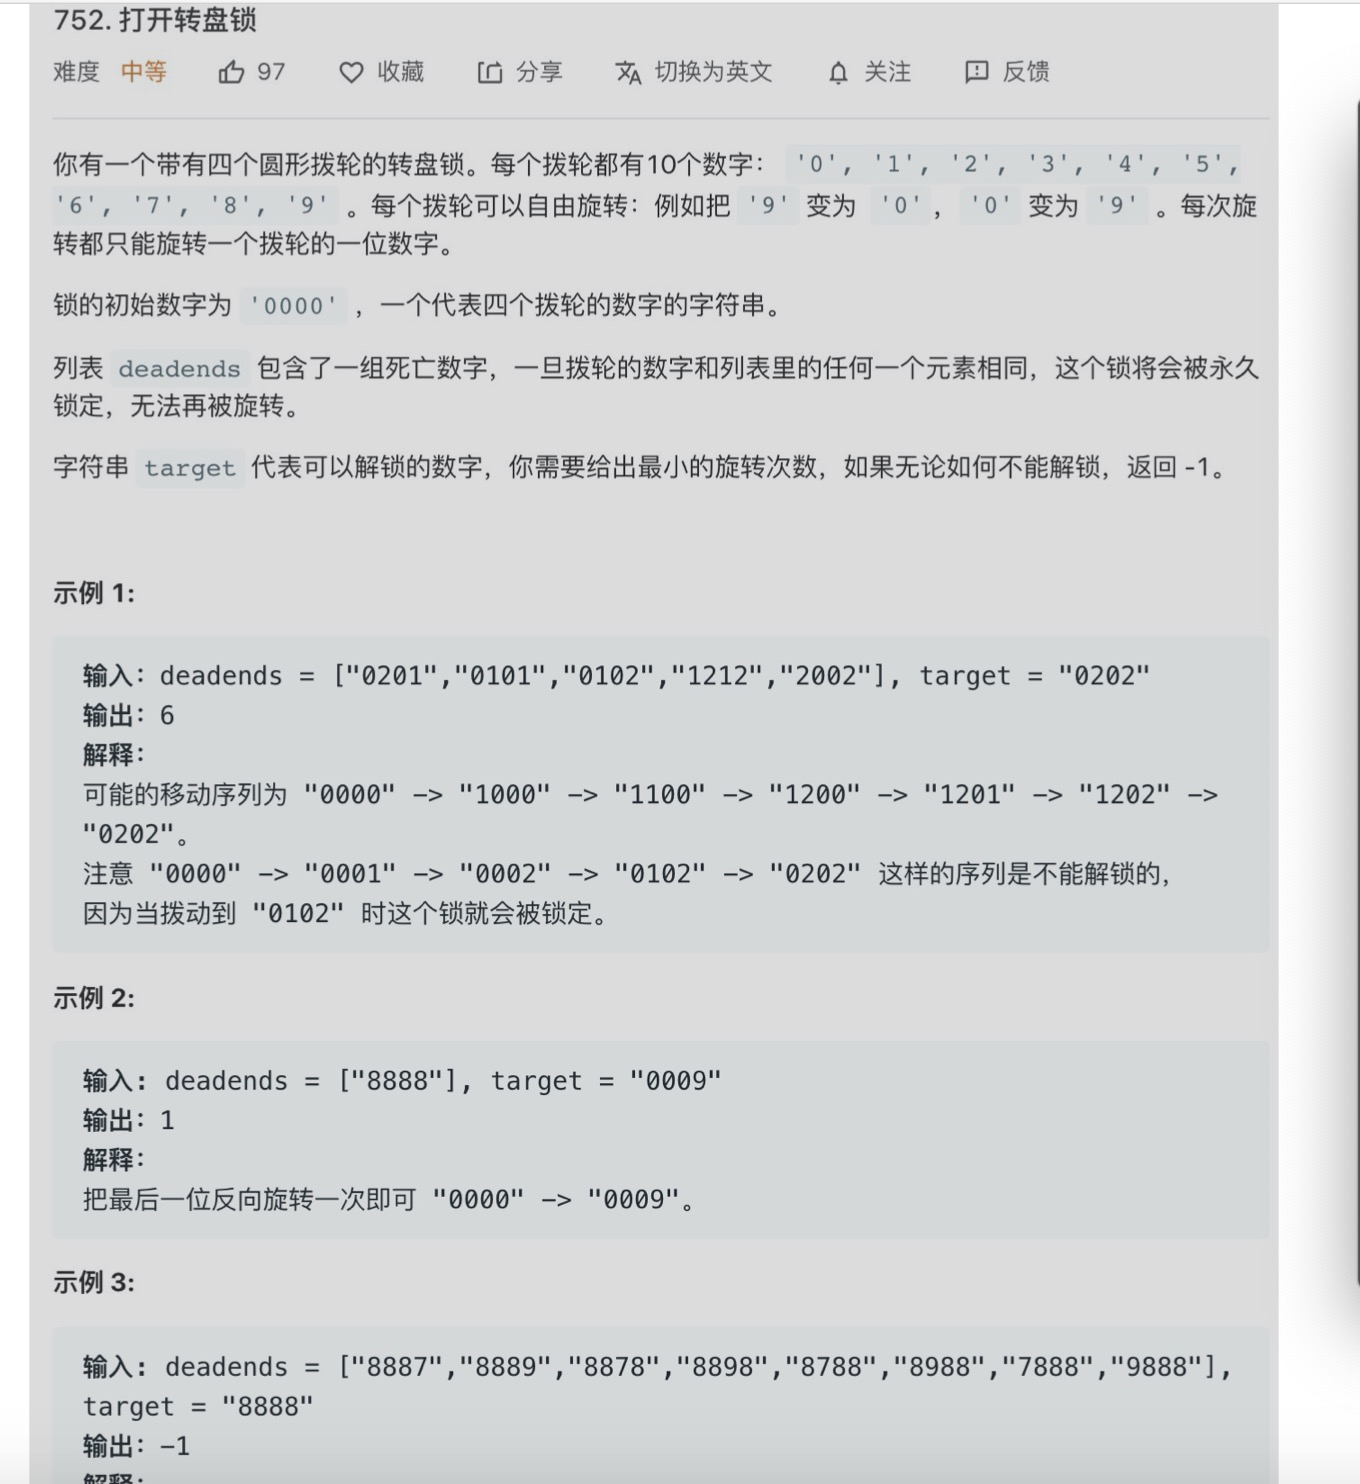 752. 打开转盘锁
难度 中等 97 收藏 分享 切换为英文 关注 反馈
你有一个带有四个圆形拨轮的转盘锁。每个拨轮都有10个数字： '0', '1', '2', '3', '4', '5',
'6', '7', '8', '9' 。每个拨轮可以自由旋转：例如把 '9' 变为 '0'，'0' 变为 '9' 。每次旋
转都只能旋转一个拨轮的一位数字。
锁的初始数字为 '0000' ，一个代表四个拨轮的数字的字符串。
列表 deadends 包含了一组死亡数字，一旦拨轮的数字和列表里的任何一个元素相同，这个锁将会被永久
锁定，无法再被旋转。
字符串 target 代表可以解锁的数字，你需要给出最小的旋转次数，如果无论如何不能解锁，返回 -1。
示例 1:
输入：deadends = ["0201","0101","0102","1212","2002"], target = "0202"
输出：6
解释：
可能的移动序列为 "0000" -> "1000" -> "1100" -> "1200" -> "1201" -> "1202" ->
"0202"。
注意 "0000" -> "0001" -> "0002" -> "0102" -> "0202" 这样的序列是不能解锁的，
因为当拨动到 "0102" 时这个锁就会被锁定。
示例 2:
输入: deadends = ["8888"], target = "0009"
输出：1
解释：
把最后一位反向旋转一次即可 "0000" -> "0009"。
示例 3:
输入: deadends = ["8887","8889","8878","8898","8788","8988","7888","9888"],
target = "8888"
输出：-1
解释：